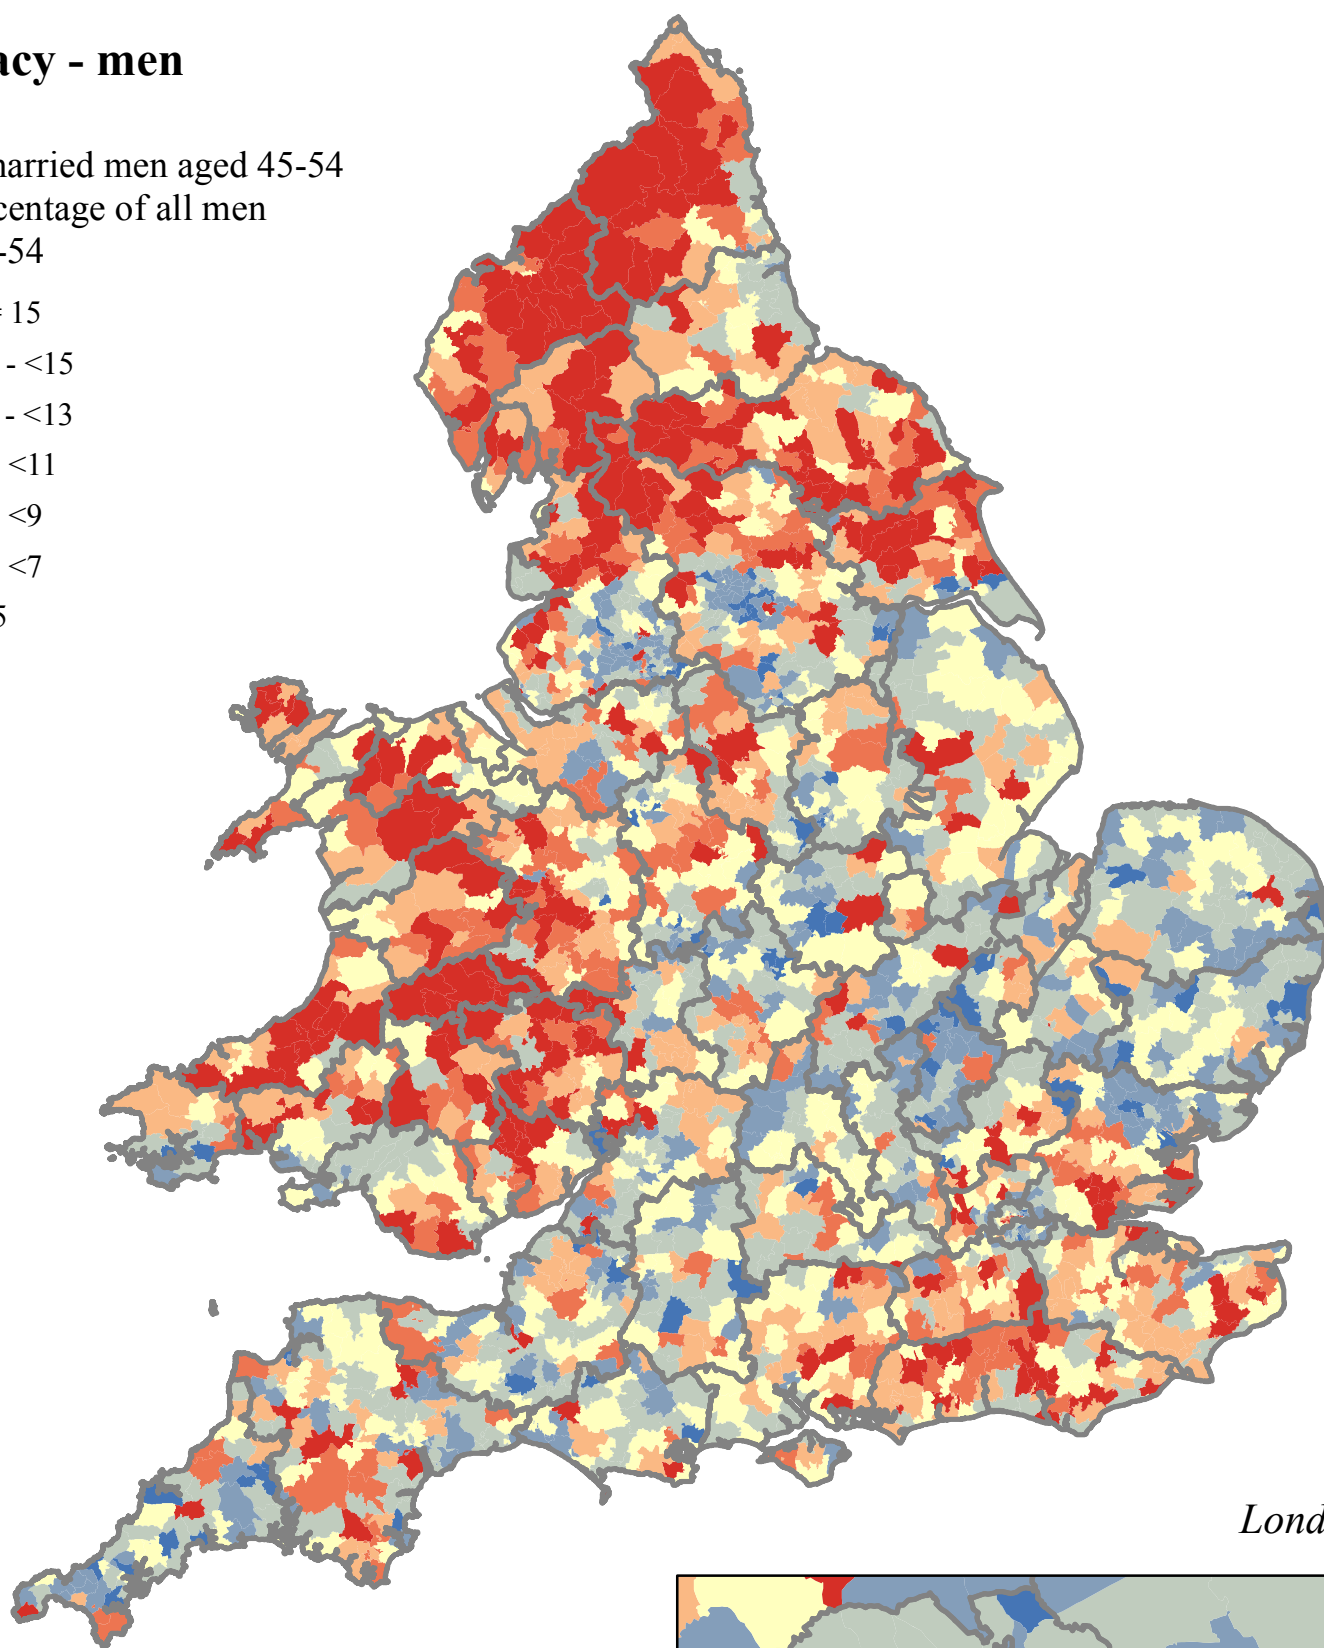 acy - men
married men aged 45-54
centage of all men
-54
= 15
- <15
- <13
<11
<9
<7
5
Lond